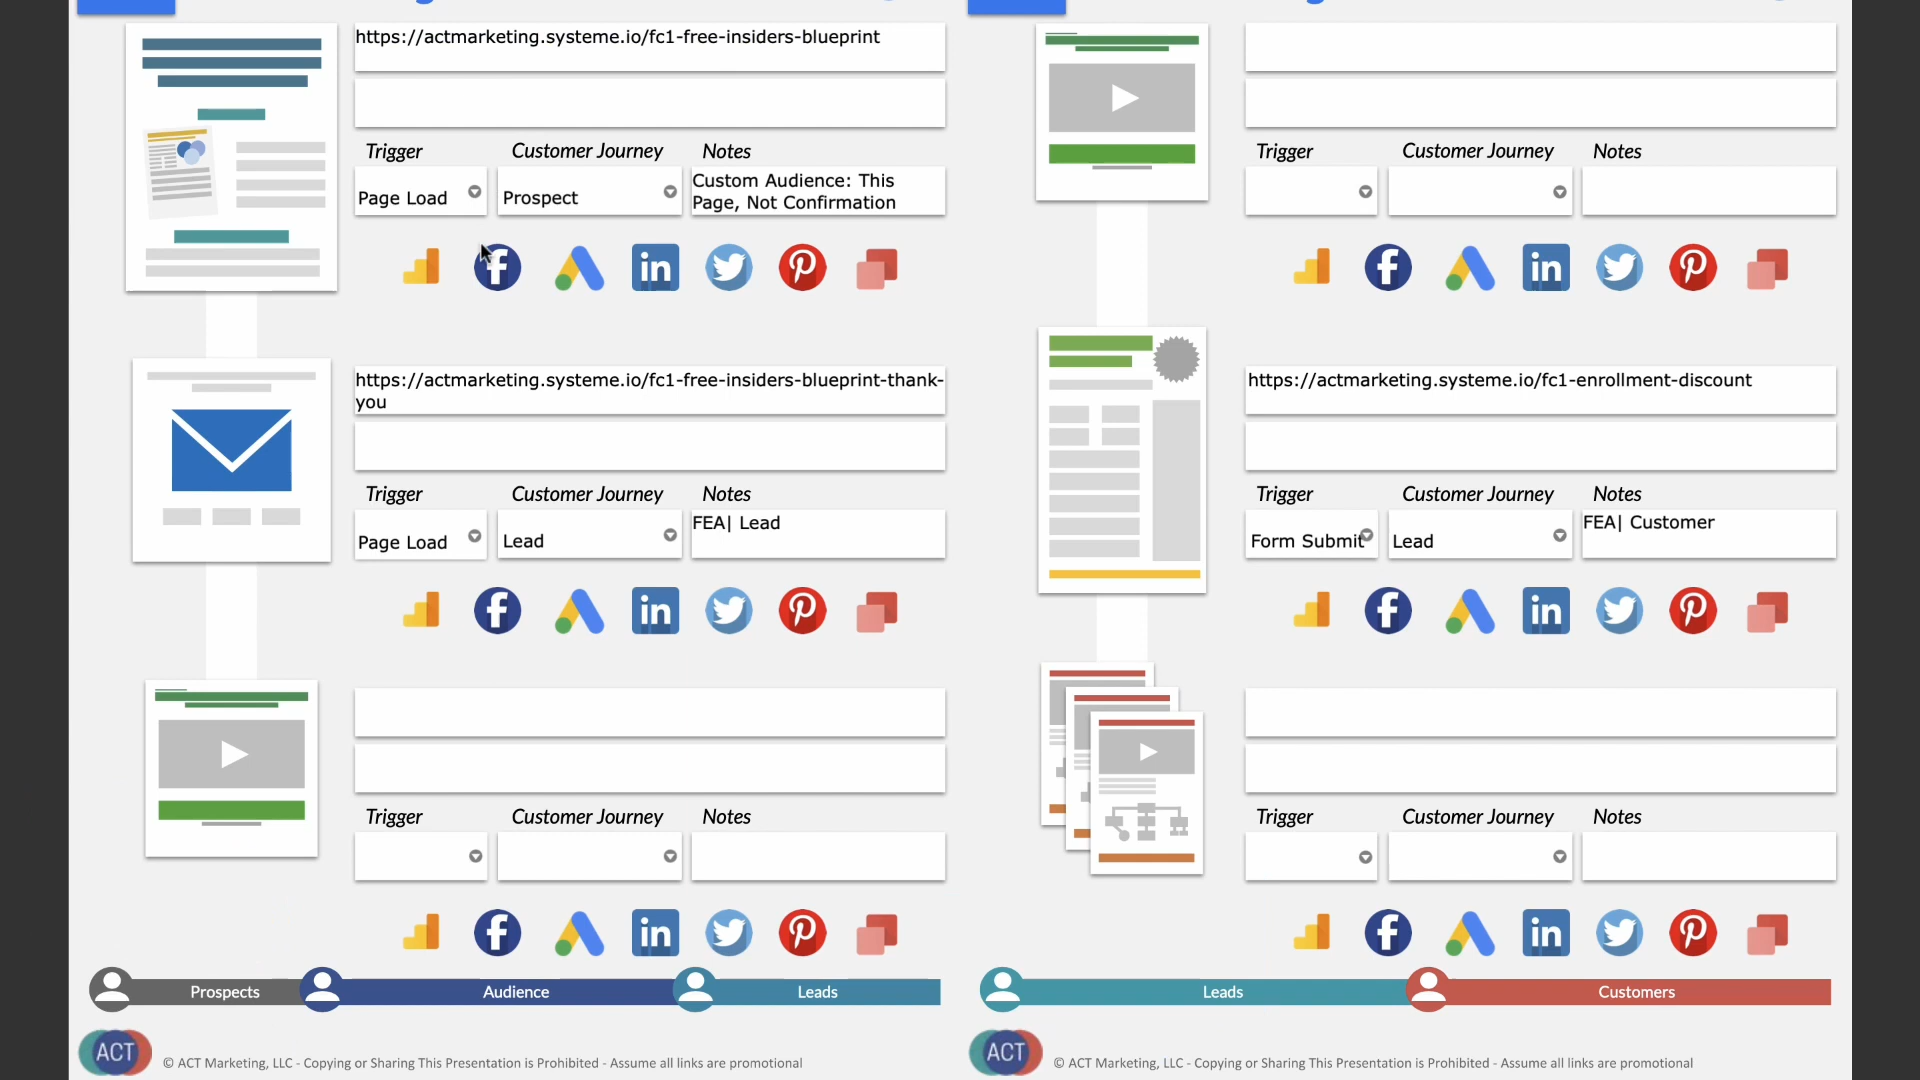 https://actmarketing.systeme.io/fc1-free-insiders-blueprint
Trigger Customer Journey Notes
Page Load Prospect Custom Audience: This
Page, Not Confirmation
https://actmarketing.systeme.io/fc1-free-insiders-blueprint-thank-
you
Trigger Customer Journey Notes
Page Load Lead FEA| Lead
Trigger Customer Journey Notes
Prospects Audience Leads
ACT © ACT Marketing, LLC - Copying or Sharing This Presentation is Prohibited - Assume all links are promotional
Trigger Customer Journey Notes
https://actmarketing.systeme.io/fc1-enrollment-discount
Trigger Customer Journey Notes
Form Submit Lead FEA| Customer
Trigger Customer Journey Notes
Leads Customers
ACT © ACT Marketing, LLC - Copying or Sharing This Presentation is Prohibited - Assume all links are promotional